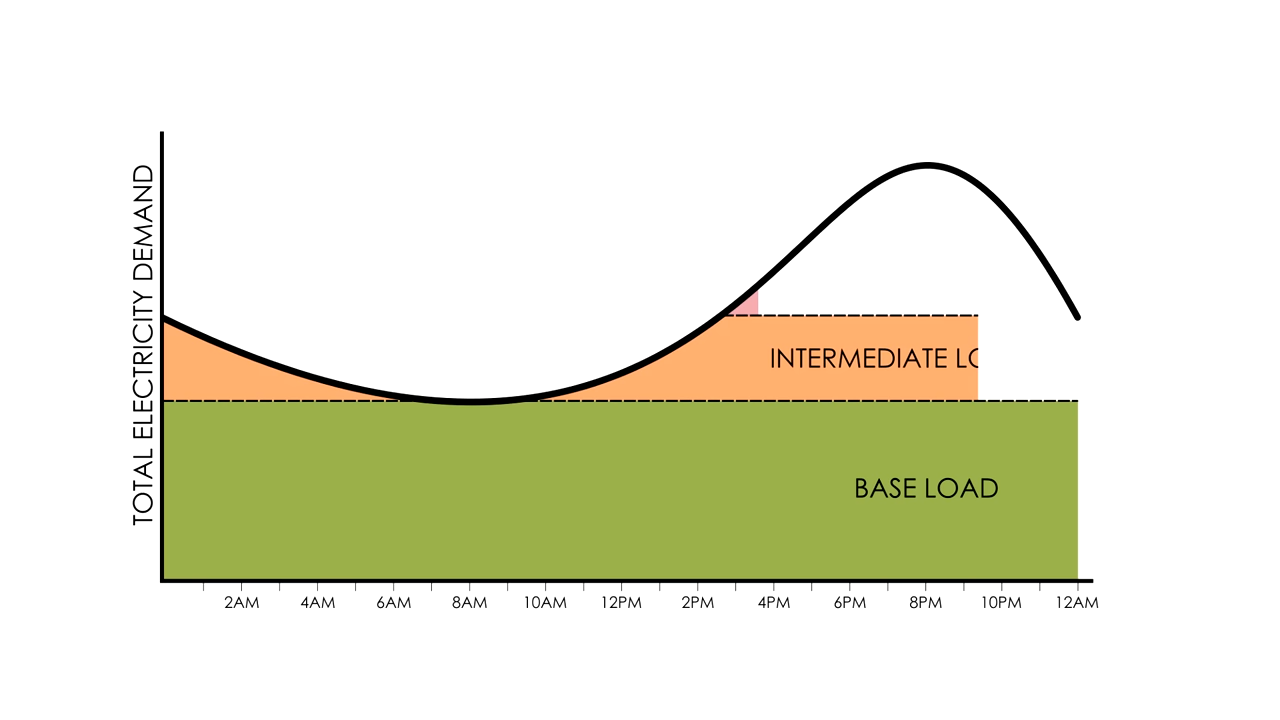 TOTAL ELECTRICITY DEMAND
INTERMEDIATE LO
BASE LOAD
2AM 4AM 6AM 8AM 10AM 12PM 2PM 4PM 6PM 8PM 10PM 12AM